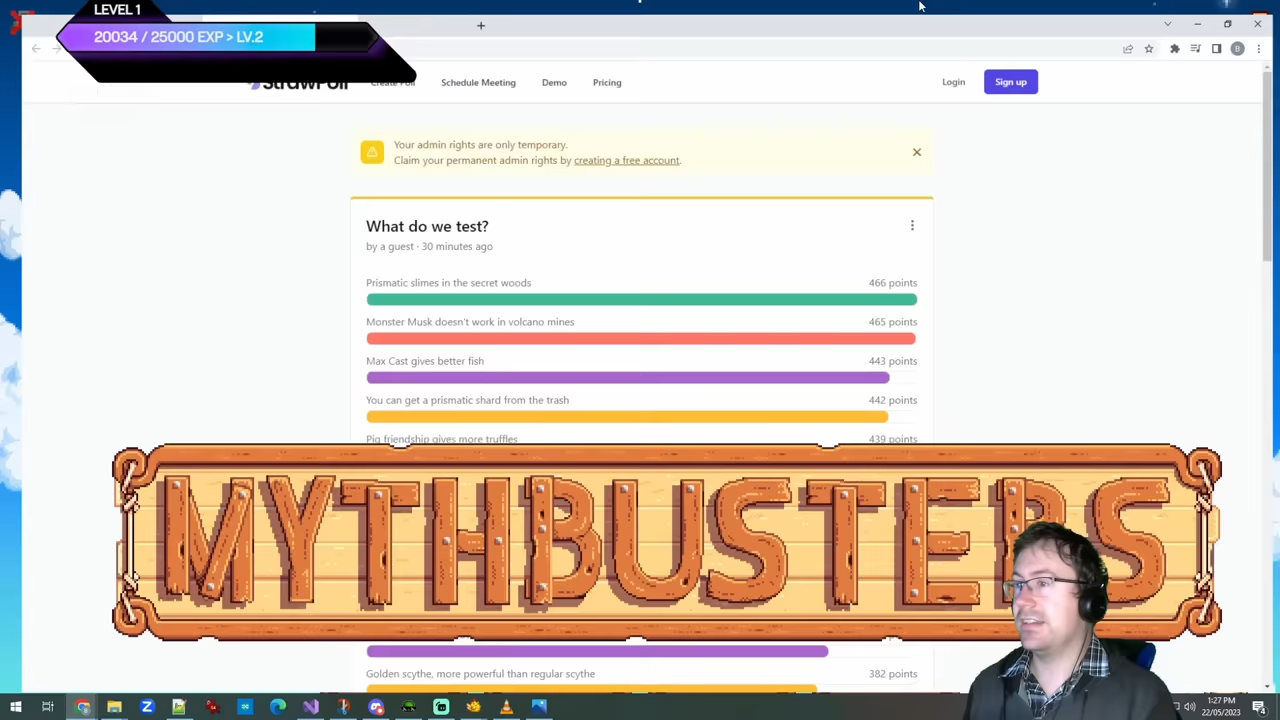 LEVEL 1
20034 / 25000 EXP > LV.2
StrawPoll
Create Poll
Schedule Meeting
Demo
Pricing
Login
Sign up
Your admin rights are only temporary.
Claim your permanent admin rights by creating a free account.
What do we test?
by a guest · 30 minutes ago
Prismatic slimes in the secret woods 466 points
Monster Musk doesn't work in volcano mines 465 points
Max Cast gives better fish 443 points
You can get a prismatic shard from the trash 442 points
Pig friendship gives more truffles 439 points
MYTHBUSTERS
Golden scythe, more powerful than regular scythe 382 points
1:27 PM
22/05/2023